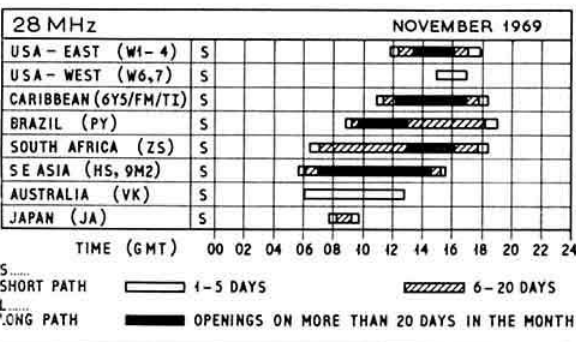 28 MHz NOVEMBER 1969
USA-EAST (W1-4) S
USA-WEST (W6,7) S
CARIBBEAN (6Y5/FM/TI) S
BRAZIL (PY) S
SOUTH AFRICA (ZS) S
SE ASIA (HS, 9M2) S
AUSTRALIA (VK) S
JAPAN (JA) S
TIME (GMT) 00 02 04 06 08 10 12 14 16 18 20 22 24
S......
SHORT PATH 1-5 DAYS 6-20 DAYS
L......
LONG PATH OPENINGS ON MORE THAN 20 DAYS IN THE MONTH